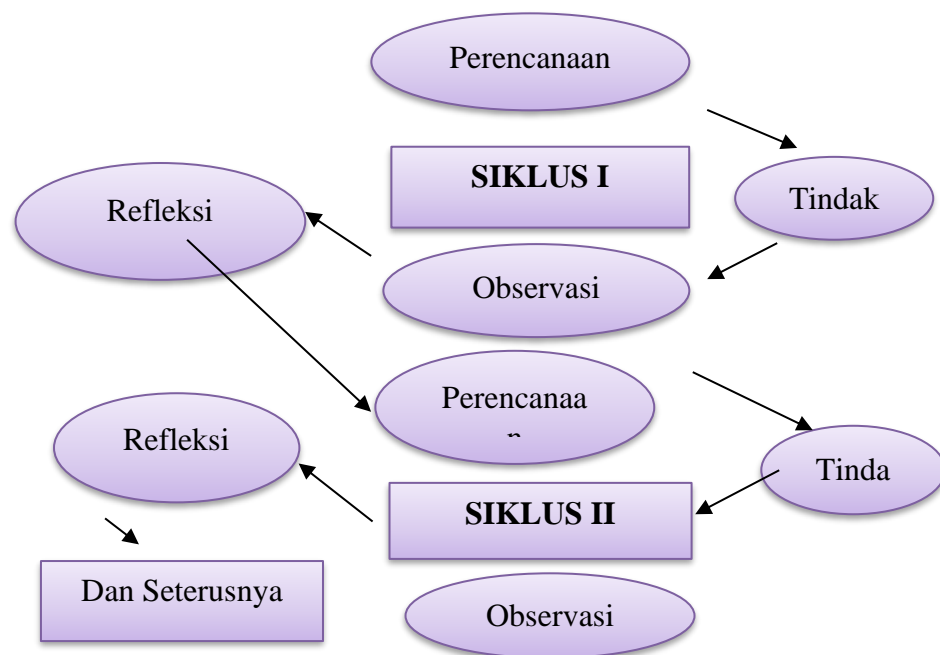 Perencanaan
SIKLUS I
Tindak
Refleksi
Observasi
Perencanaa
n
Refleksi
Tinda
SIKLUS II
Dan Seterusnya
Observasi